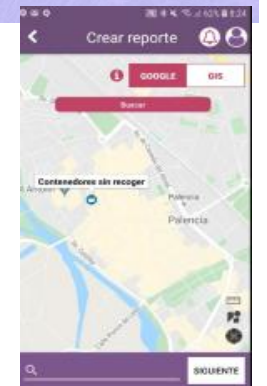 Crear reporte
GOOGLE
GIS
Buscar
Contenedores sin recoger
Palencia
Palencia
SIGUIENTE